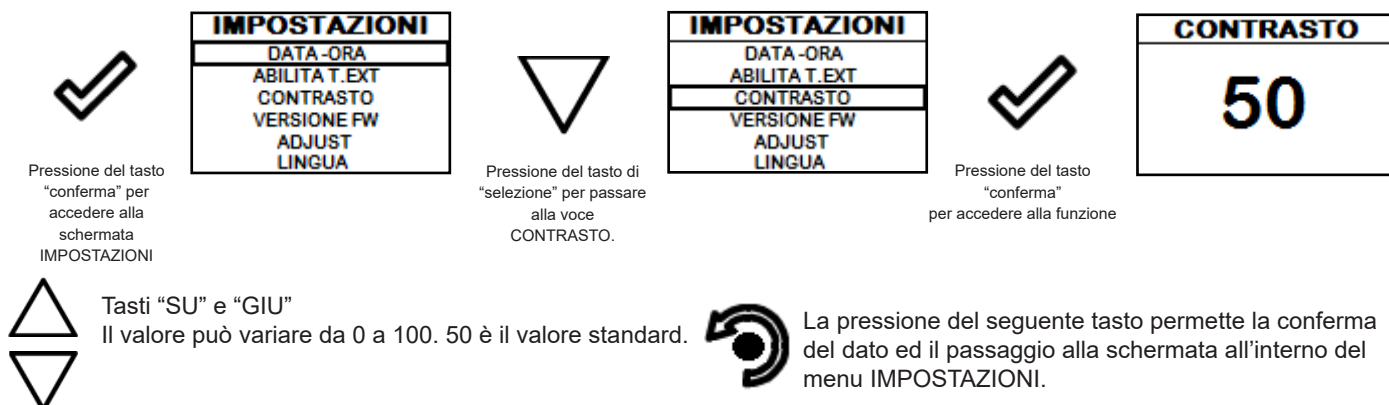 IMPOSTAZIONI
DATA-ORA
ABILITA T.EXT
CONTRASTO
VERSIONE FW
ADJUST
LINGUA
IMPOSTAZIONI
DATA-ORA
ABILITA T.EXT
CONTRASTO
VERSIONE FW
ADJUST
LINGUA
CONTRASTO
50
Pressione del tasto
“conferma” per
accedere alla
schermata
IMPOSTAZIONI
Pressione del tasto di
“selezione” per passare
alla voce
CONTRASTO.
Pressione del tasto
“conferma”
per accedere alla funzione
Tasti “SU” e “GIU”
Il valore può variare da 0 a 100. 50 è il valore standard.
La pressione del seguente tasto permette la conferma
del dato ed il passaggio alla schermata all’interno del
menu IMPOSTAZIONI.